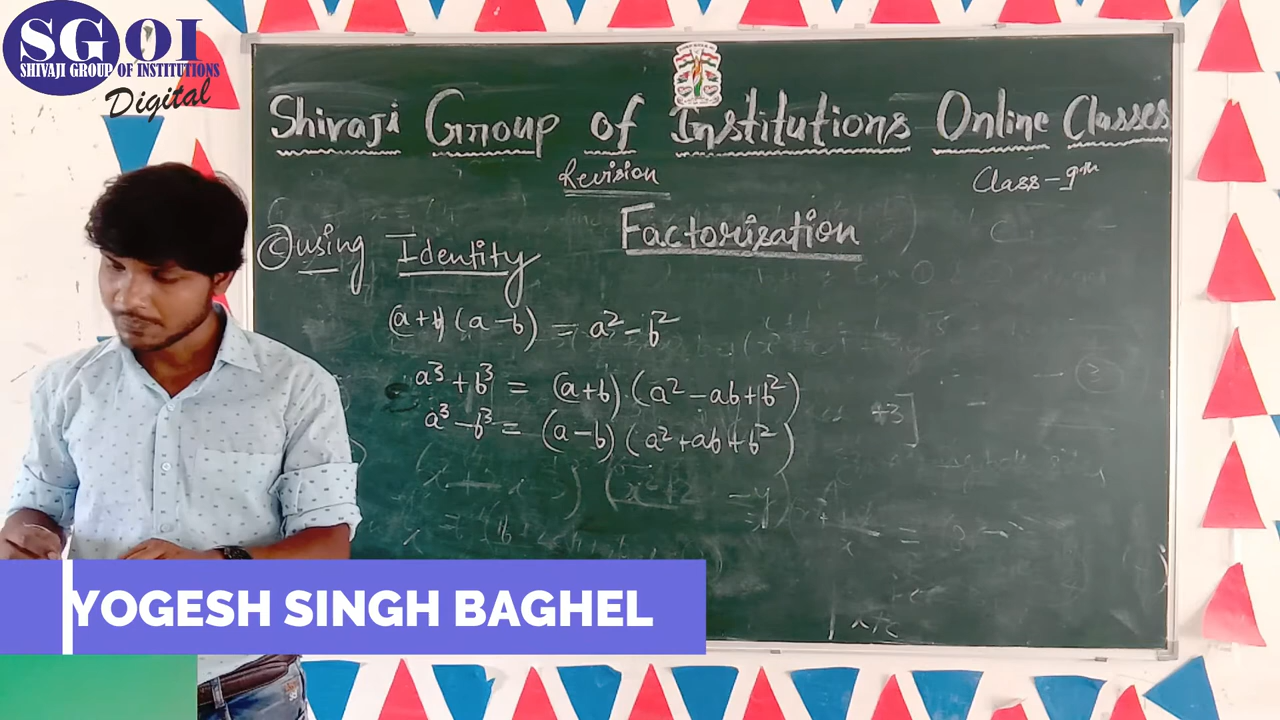 SGOI
SHIVAJI GROUP OF INSTITUTIONS
Digital
Shivaji Group of Institutions Online Classes
Revision
Class - 9th
Factorization
(c) using Identity
(a+b) (a-b) = a² - b²
a³ + b³ = (a+b) (a² - ab + b²)
a³ - b³ = (a-b) (a² + ab + b²)
YOGESH SINGH BAGHEL